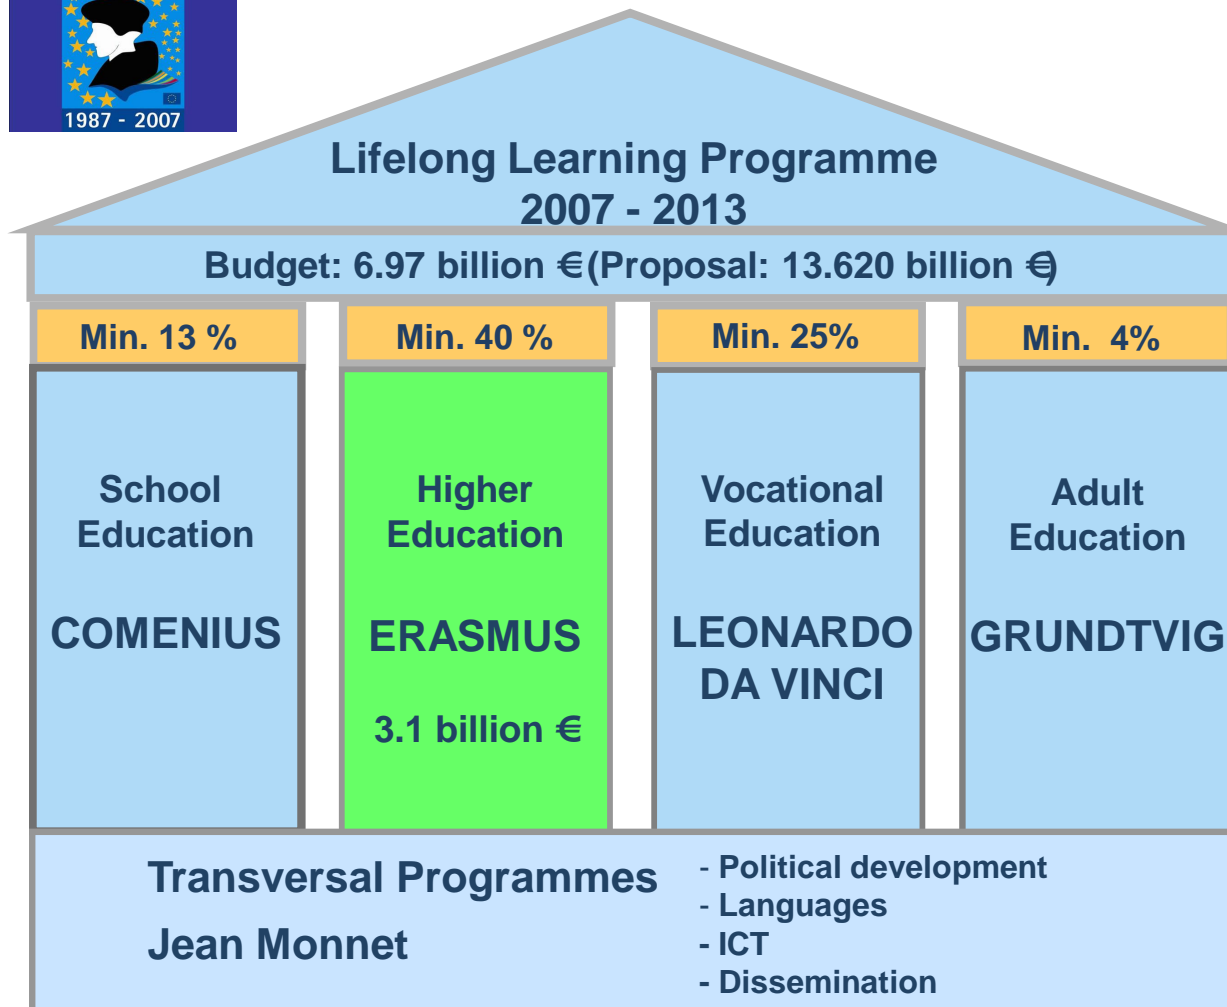 1987 - 2007
Lifelong Learning Programme
2007 - 2013
Budget: 6.97 billion € (Proposal: 13.620 billion €)
Min. 13 %
Min. 40 %
Min. 25%
Min. 4%
School
Education
COMENIUS
Higher
Education
ERASMUS
3.1 billion €
Vocational
Education
LEONARDO
DA VINCI
Adult
Education
GRUNDTVIG
Transversal Programmes
Jean Monnet
- Political development
- Languages
- ICT
- Dissemination